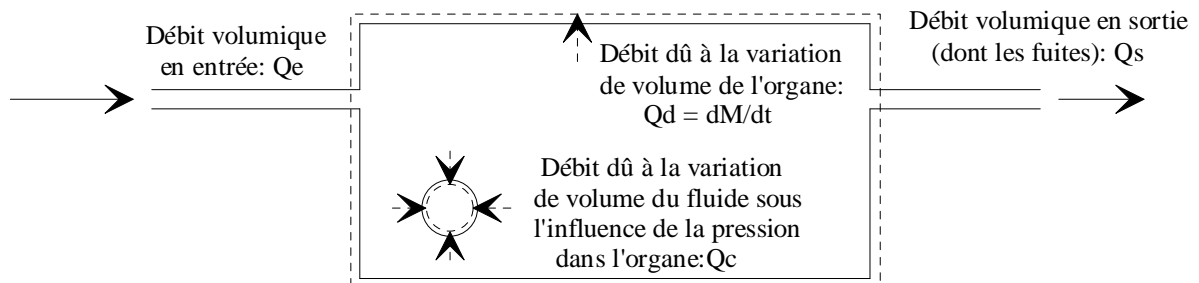 Débit volumique
en entrée: Qe
Débit volumique en sortie
(dont les fuites): Qs
Débit dû à la variation
de volume de l'organe:
Qd = dM/dt
Débit dû à la variation
de volume du fluide sous
l'influence de la pression
dans l'organe:Qc